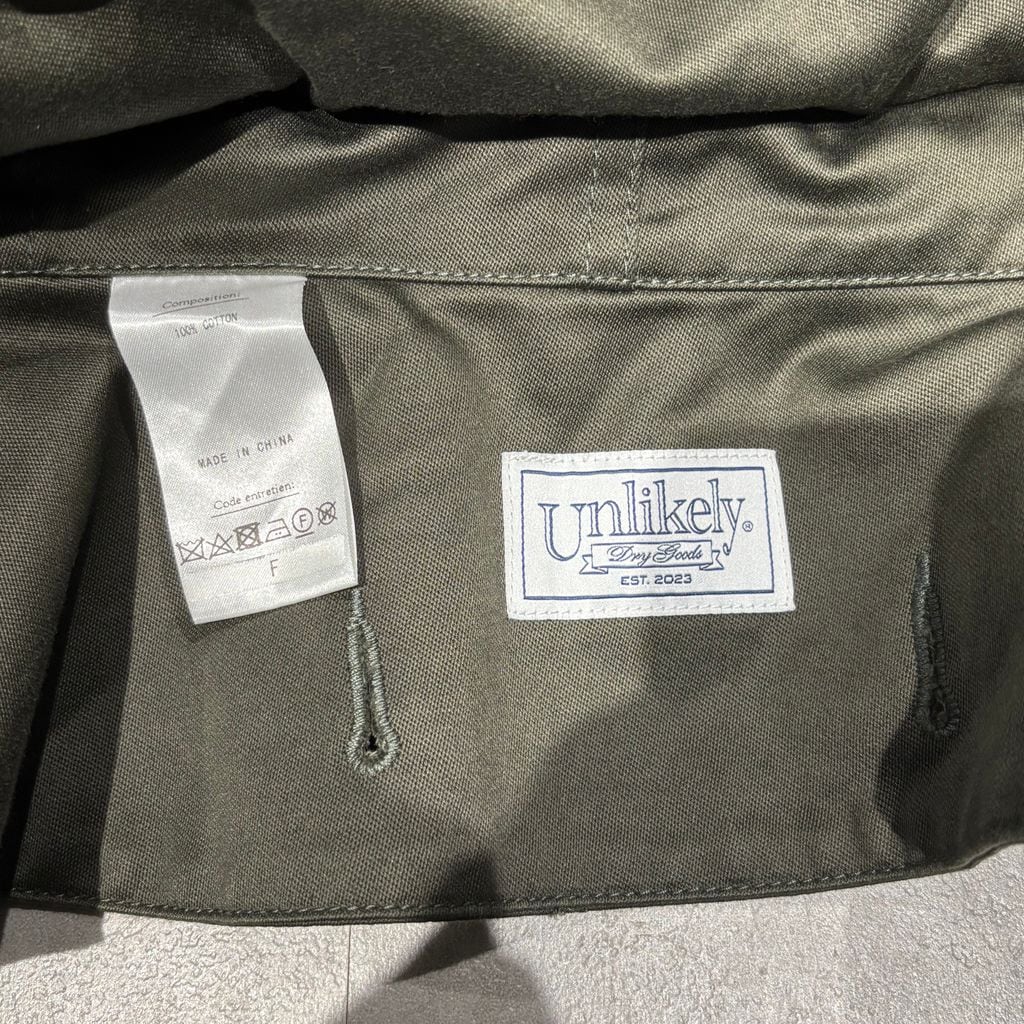 Composition:
100% COTTON
MADE IN CHINA
Code entretien:
F
F
Unlikely
Dry Goods
EST. 2023